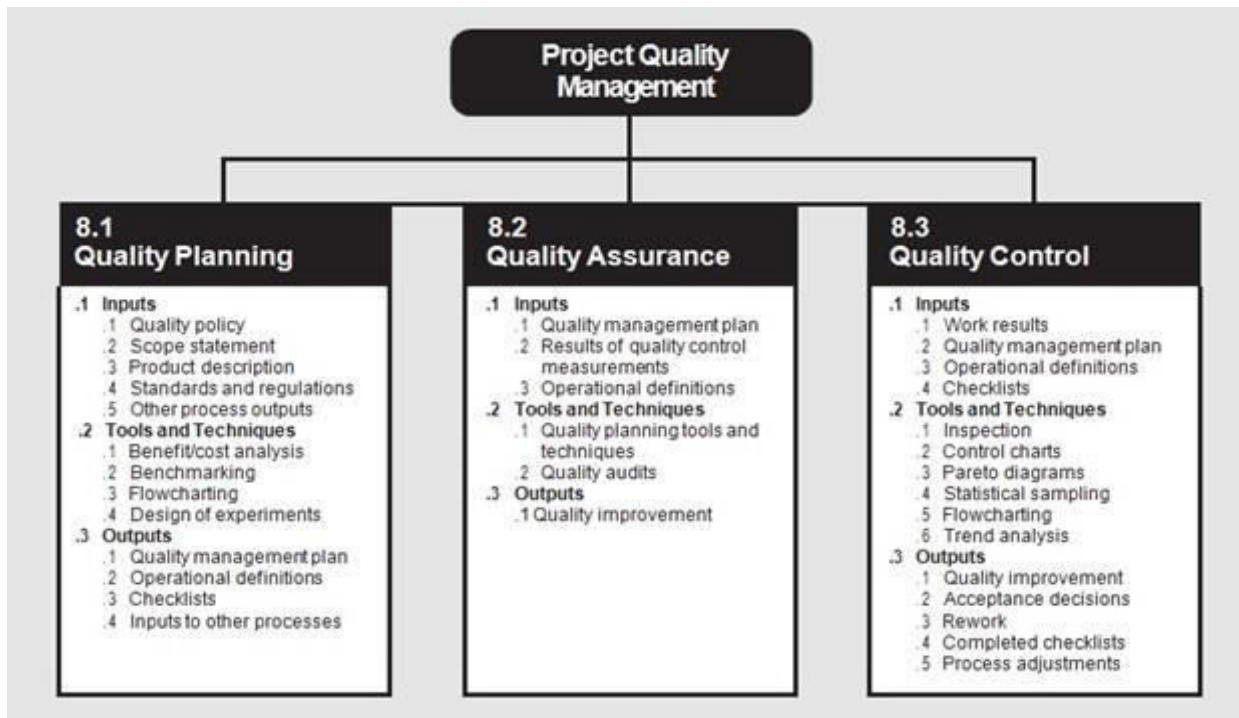 Project Quality
Management
8.1
Quality Planning
.1 Inputs
.1 Quality policy
.2 Scope statement
.3 Product description
.4 Standards and regulations
.5 Other process outputs
.2 Tools and Techniques
.1 Benefit/cost analysis
.2 Benchmarking
.3 Flowcharting
.4 Design of experiments
.3 Outputs
.1 Quality management plan
.2 Operational definitions
.3 Checklists
.4 Inputs to other processes
8.2
Quality Assurance
.1 Inputs
.1 Quality management plan
.2 Results of quality control
measurements
.3 Operational definitions
.2 Tools and Techniques
.1 Quality planning tools and
techniques
.2 Quality audits
.3 Outputs
.1 Quality improvement
8.3
Quality Control
.1 Inputs
.1 Work results
.2 Quality management plan
.3 Operational definitions
.4 Checklists
.2 Tools and Techniques
.1 Inspection
.2 Control charts
.3 Pareto diagrams
.4 Statistical sampling
.5 Flowcharting
.6 Trend analysis
.3 Outputs
.1 Quality improvement
.2 Acceptance decisions
.3 Rework
.4 Completed checklists
.5 Process adjustments